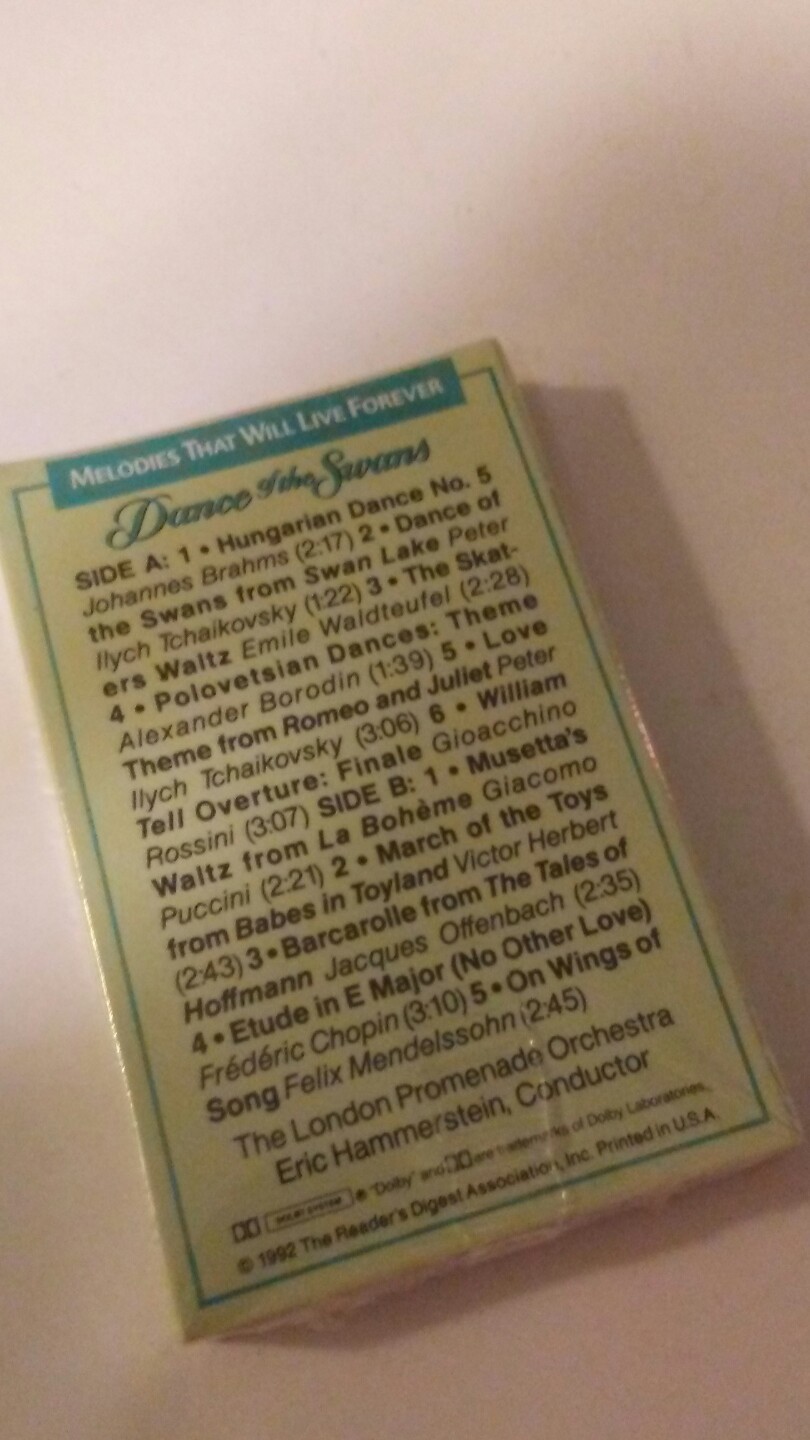 MELODIES THAT WILL LIVE FOREVER
Dance of the Swans
SIDE A: 1 • Hungarian Dance No. 5
Johannes Brahms (2:17) 2 • Dance of
the Swans from Swan Lake Peter
Ilych Tchaikovsky (1:22) 3 • The Skat-
ers Waltz Emile Waldteufel (2:28)
4 • Polovetsian Dances: Theme
Alexander Borodin (1:39) 5 • Love
Theme from Romeo and Juliet Peter
Ilych Tchaikovsky (3:06) 6 • William
Tell Overture: Finale Gioacchino
Rossini (3:07) SIDE B: 1 • Musetta's
Waltz from La Bohème Giacomo
Puccini (2:21) 2 • March of the Toys
from Babes in Toyland Victor Herbert
(2:43) 3 • Barcarolle from The Tales of
Hoffmann Jacques Offenbach (2:35)
4 • Etude in E Major (No Other Love)
Frédéric Chopin (3:10) 5 • On Wings of
Song Felix Mendelssohn (2:45)
The London Promenade Orchestra
Eric Hammerstein, Conductor
DOLBY SYSTEM ® "Dolby" and are trademarks of Dolby Laboratories.
© 1992 The Reader's Digest Association, Inc. Printed in U.S.A.